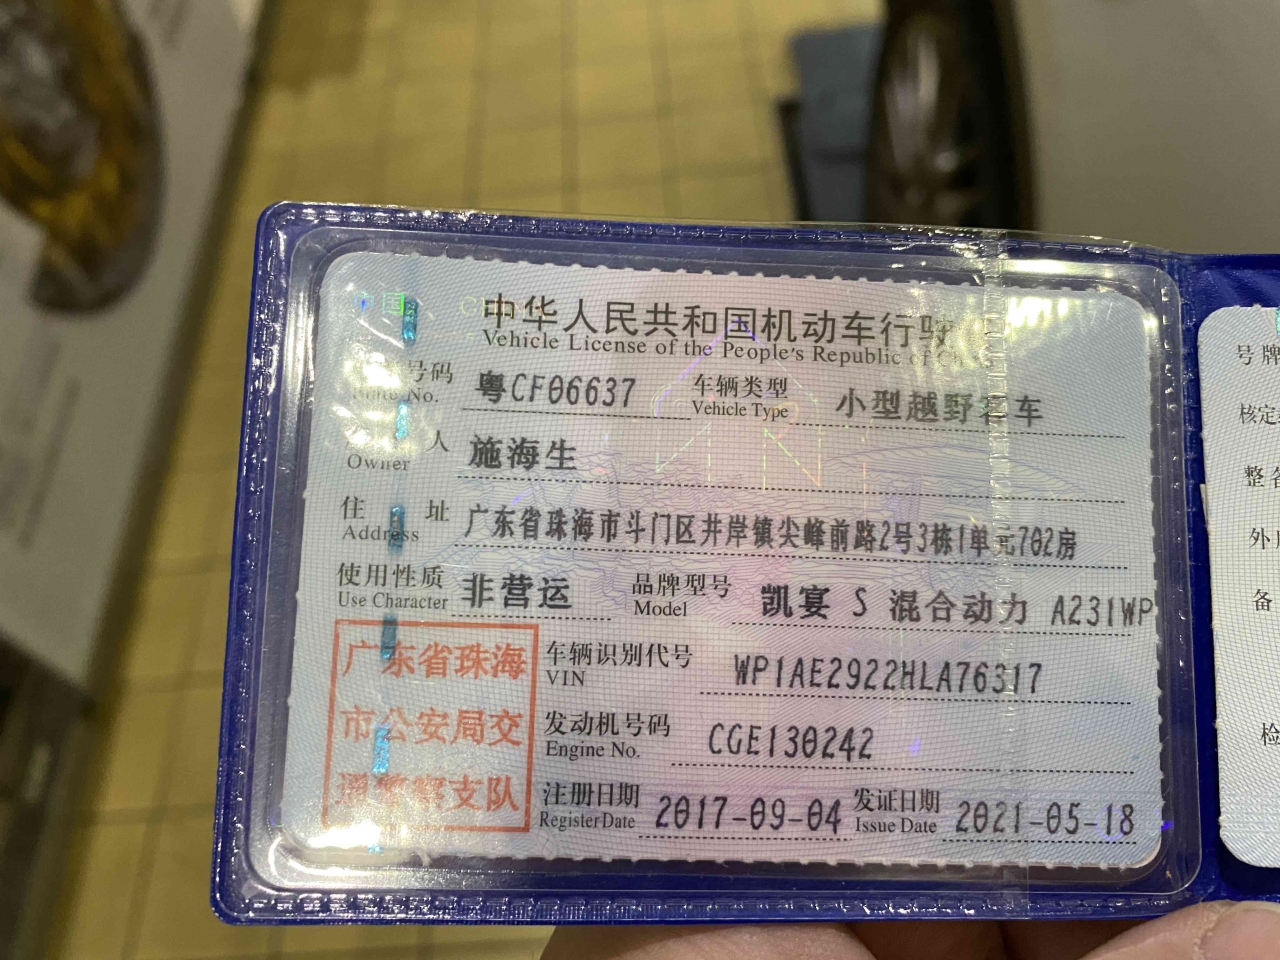 中国 CHINA
中华人民共和国机动车行驶
Vehicle License of the People's Republic of
号码 粤CF06637 车辆类型 小型越野客车
Plate No. Vehicle Type
人 施海生
Owner
住址 广东省珠海市斗门区井岸镇尖峰前路2号3栋1单元702房
Address
使用性质 非营运 品牌型号 凯宴 S 混合动力 A231WP
Use Character Model
广东省珠海
市公安局交
通警察支队
车辆识别代号 WP1AE2922HLA76317
VIN
发动机号码 CGE130242
Engine No.
注册日期 2017-09-04 发证日期 2021-05-18
Register Date Issue Date
号牌
核定
整备
外
备
检